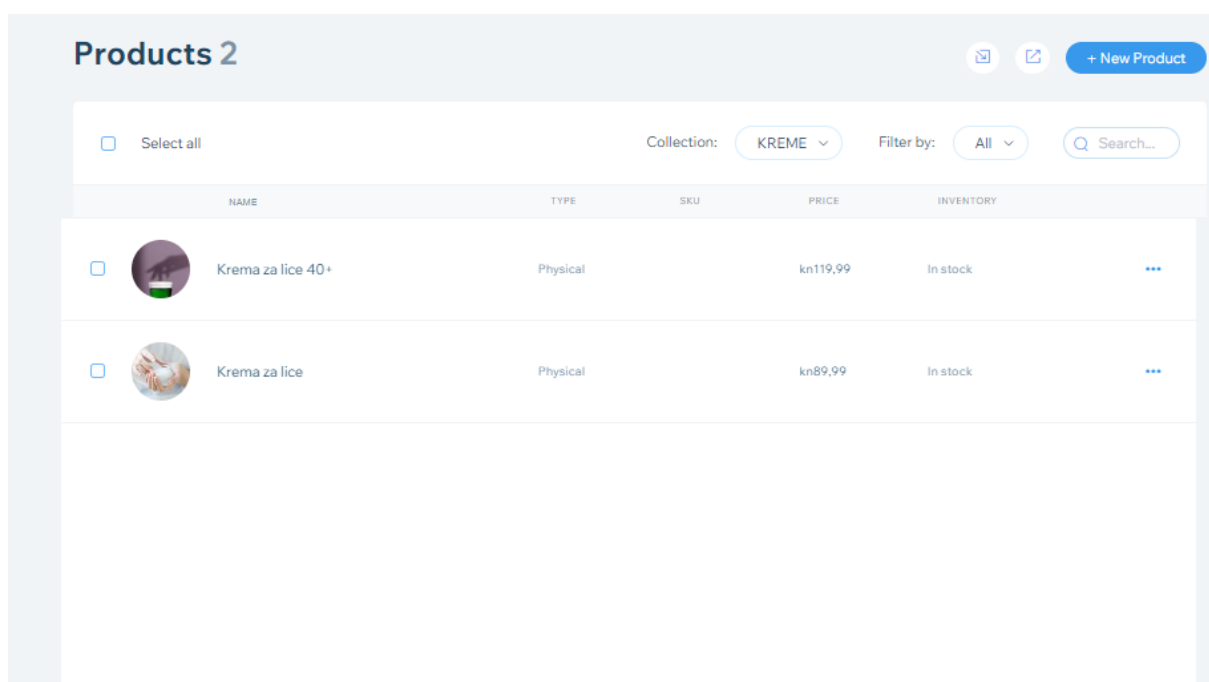 Products 2
+ New Product
Select all
Collection: KREME Filter by: All Search...
NAME TYPE SKU PRICE INVENTORY
Krema za lice 40+ Physical kn119,99 In stock
Krema za lice Physical kn89,99 In stock